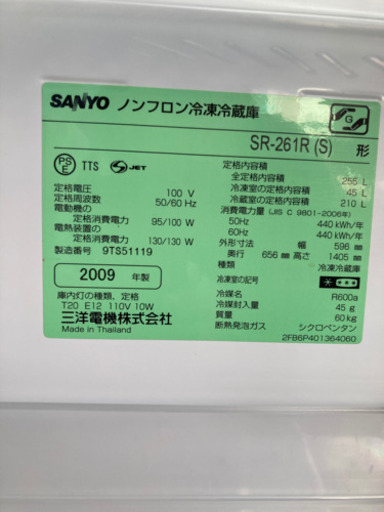 SANYO ノンフロン冷凍冷蔵庫
G
SR-261R (S) 形
PS E TTS S-JET
定格電圧 100 V
定格周波数 50/60 Hz
電動機の
定格消費電力 95/100 W
電熱装置の
定格消費電力 130/130 W
製造番号 9TS51119
2009 年製
庫内灯の種類、定格
T20 E12 110V 10W
三洋電機株式会社
Made in Thailand
定格内容積
全定格内容積 255 L
冷凍室の定格内容積 45 L
冷蔵室の定格内容積 210 L
消費電力量 (JIS C 9801-2006年)
50Hz 440 kWh/年
60Hz 440 kWh/年
外形寸法 幅 596 mm
奥行 656 mm 高さ 1405 mm
種類 冷凍冷蔵庫
冷凍室の記号
冷媒名 R600a
冷媒封入量 45 g
質量 60 kg
断熱発泡ガス シクロペンタン
2FB6P401364060